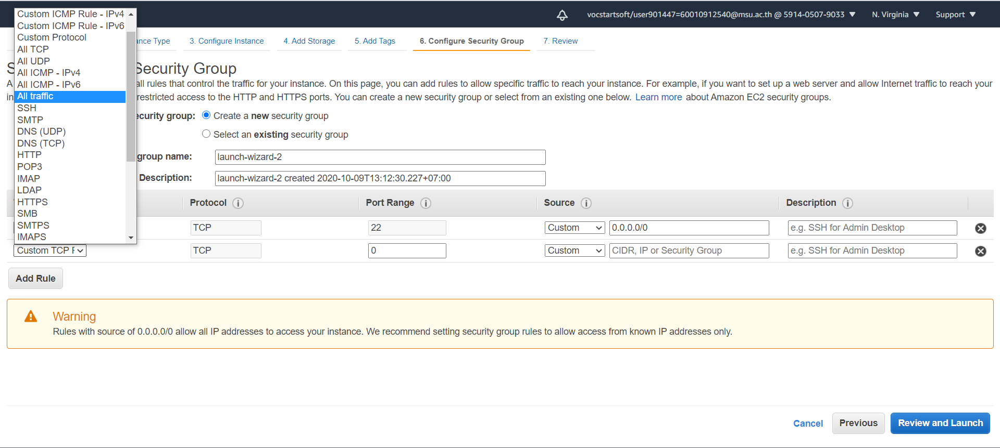 vocstartsoft/user901447=60010912540@msu.ac.th @ 5914-0507-9033
N. Virginia
Support
Custom ICMP Rule - IPv4
Custom ICMP Rule - IPv6
Custom Protocol
All TCP
All UDP
All ICMP - IPv4
All ICMP - IPv6
All traffic
SSH
SMTP
DNS (UDP)
DNS (TCP)
HTTP
POP3
IMAP
LDAP
HTTPS
SMB
SMTPS
IMAPS
ance Type
3. Configure Instance
4. Add Storage
5. Add Tags
6. Configure Security Group
7. Review
Security Group
all rules that control the traffic for your instance. On this page, you can add rules to allow specific traffic to reach your instance. For example, if you want to set up a web server and allow Internet traffic to reach your
in restricted access to the HTTP and HTTPS ports. You can create a new security group or select from an existing one below. Learn more about Amazon EC2 security groups.
ecurity group:
Create a new security group
Select an existing security group
group name:
launch-wizard-2
Description:
launch-wizard-2 created 2020-10-09T13:12:30.227+07:00
Protocol
Port Range
Source
Description
TCP
22
Custom
0.0.0.0/0
e.g. SSH for Admin Desktop
Custom TCP
TCP
0
Custom
CIDR, IP or Security Group
e.g. SSH for Admin Desktop
Add Rule
Warning
Rules with source of 0.0.0.0/0 allow all IP addresses to access your instance. We recommend setting security group rules to allow access from known IP addresses only.
Cancel
Previous
Review and Launch